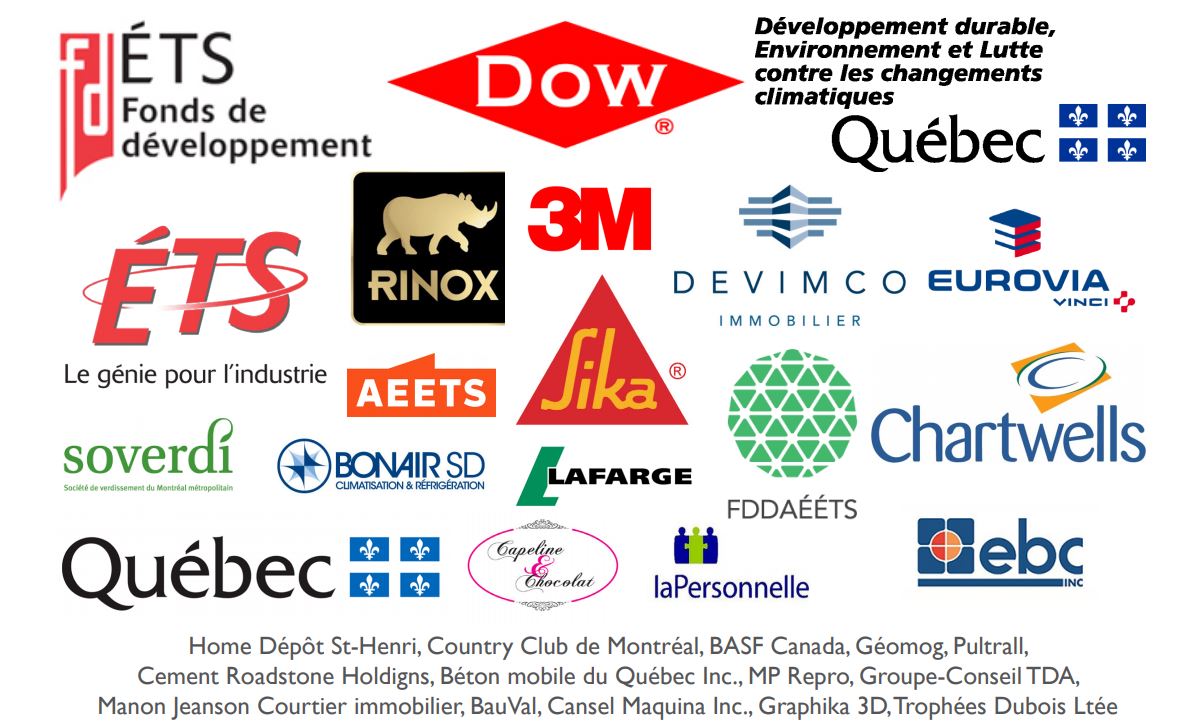 fdÉTS
Fonds de
développement
DOW®
Développement durable,
Environnement et Lutte
contre les changements
climatiques
Québec
RINOX
3M
DEVIMCO
IMMOBILIER
EUROVIA
VINCI
ÉTS
Le génie pour l'industrie
AEETS
Sika®
FDDAÉÉTS
Chartwells
soverdi
Société de verdissement du Montréal métropolitain
BONAIR SD
CLIMATISATION & RÉFRIGÉRATION
LAFARGE
Québec
Capeline
&
Chocolat
laPersonnelle
ebc
INC
Home Dépôt St-Henri, Country Club de Montréal, BASF Canada, Géomog, Pultrall,
Cement Roadstone Holdigns, Béton mobile du Québec Inc., MP Repro, Groupe-Conseil TDA,
Manon Jeanson Courtier immobilier, BauVal, Cansel Maquina Inc., Graphika 3D, Trophées Dubois Ltée